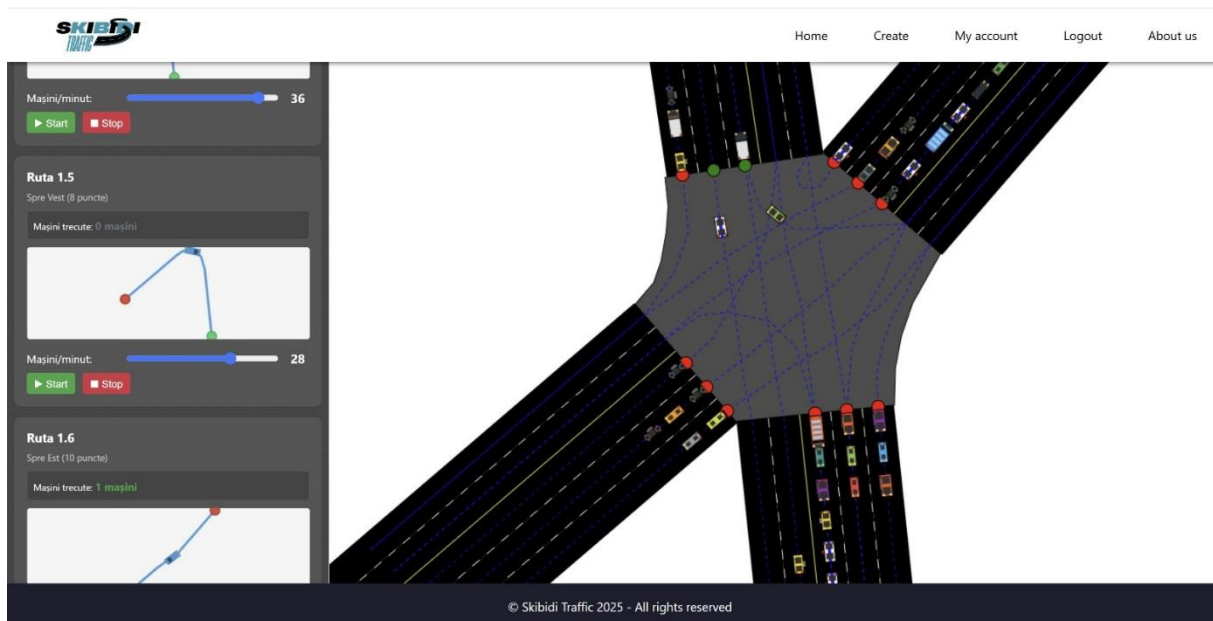 SKIBIDI
TRAFFIC
Home Create My account Logout About us
Mașini/minut: 36
▶ Start ■ Stop
Ruta 1.5
Spre Vest (8 puncte)
Mașini trecute: 0 mașini
Mașini/minut: 28
▶ Start ■ Stop
Ruta 1.6
Spre Est (10 puncte)
Mașini trecute: 1 mașini
© Skibidi Traffic 2025 - All rights reserved